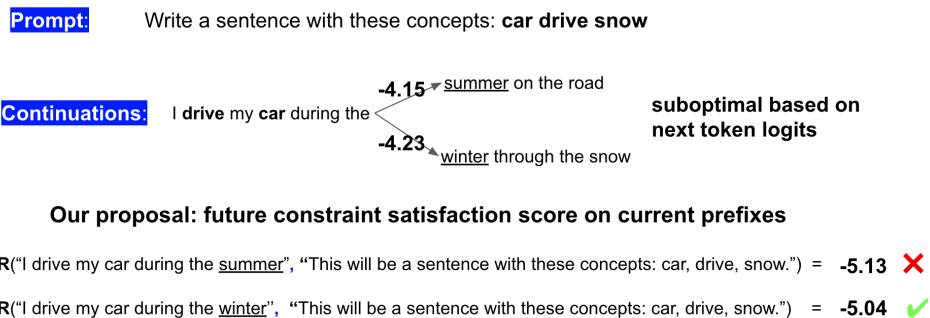 Prompt: Write a sentence with these concepts: car drive snow
-4.15 summer on the road
Continuations: I drive my car during the
suboptimal based on
next token logits
-4.23 winter through the snow
Our proposal: future constraint satisfaction score on current prefixes
R(“I drive my car during the summer”, “This will be a sentence with these concepts: car, drive, snow.”) = -5.13 ❌
R(“I drive my car during the winter”, “This will be a sentence with these concepts: car, drive, snow.”) = -5.04 ✔